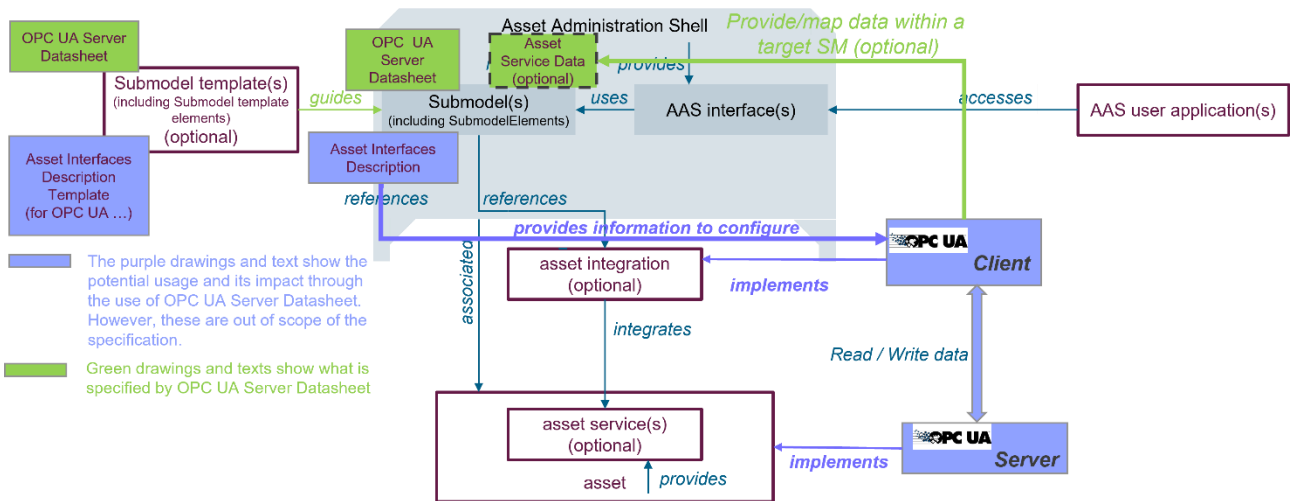 Asset Administration Shell
Provide/map data within a
target SM (optional)
OPC UA Server
Datasheet
OPC UA
Server
Datasheet
Asset
Service Data
(optional)
provides
Submodel template(s)
(including Submodel template
elements)
(optional)
guides
Submodel(s)
(including SubmodelElements)
uses
AAS interface(s)
accesses
AAS user application(s)
Asset Interfaces
Description
Template
(for OPC UA ...)
Asset Interfaces
Description
references
references
provides information to configure
OPC UA
Client
The purple drawings and text show the
potential usage and its impact through
the use of OPC UA Server Datasheet.
However, these are out of scope of the
specification.
asset integration
(optional)
implements
associated
integrates
Read / Write data
Green drawings and texts show what is
specified by OPC UA Server Datasheet
asset service(s)
(optional)
asset
provides
implements
OPC UA
Server